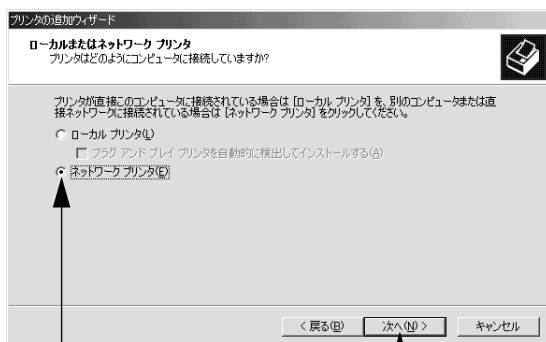 プリンタの追加ウィザード
ローカルまたはネットワーク プリンタ
プリンタはどのようにコンピュータに接続していますか?
プリンタが直接このコンピュータに接続されている場合は [ローカル プリンタ] を、別のコンピュータまたは直
接ネットワークに接続されている場合は [ネットワーク プリンタ] をクリックしてください。
ローカル プリンタ(L)
プラグ アンド プレイ プリンタを自動的に検出してインストールする(A)
ネットワーク プリンタ(E)
< 戻る(B)
次へ(N) >
キャンセル